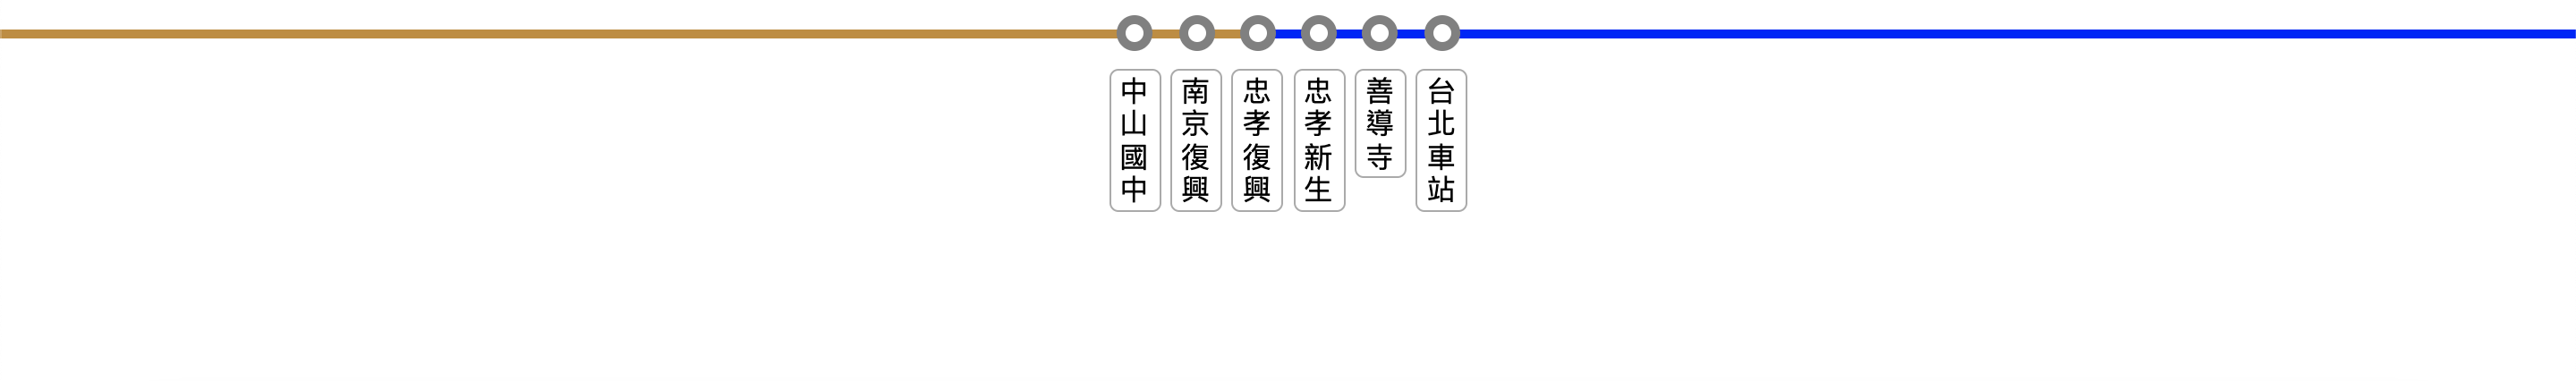 中山國中
南京復興
忠孝復興
忠孝新生
善導寺
台北車站